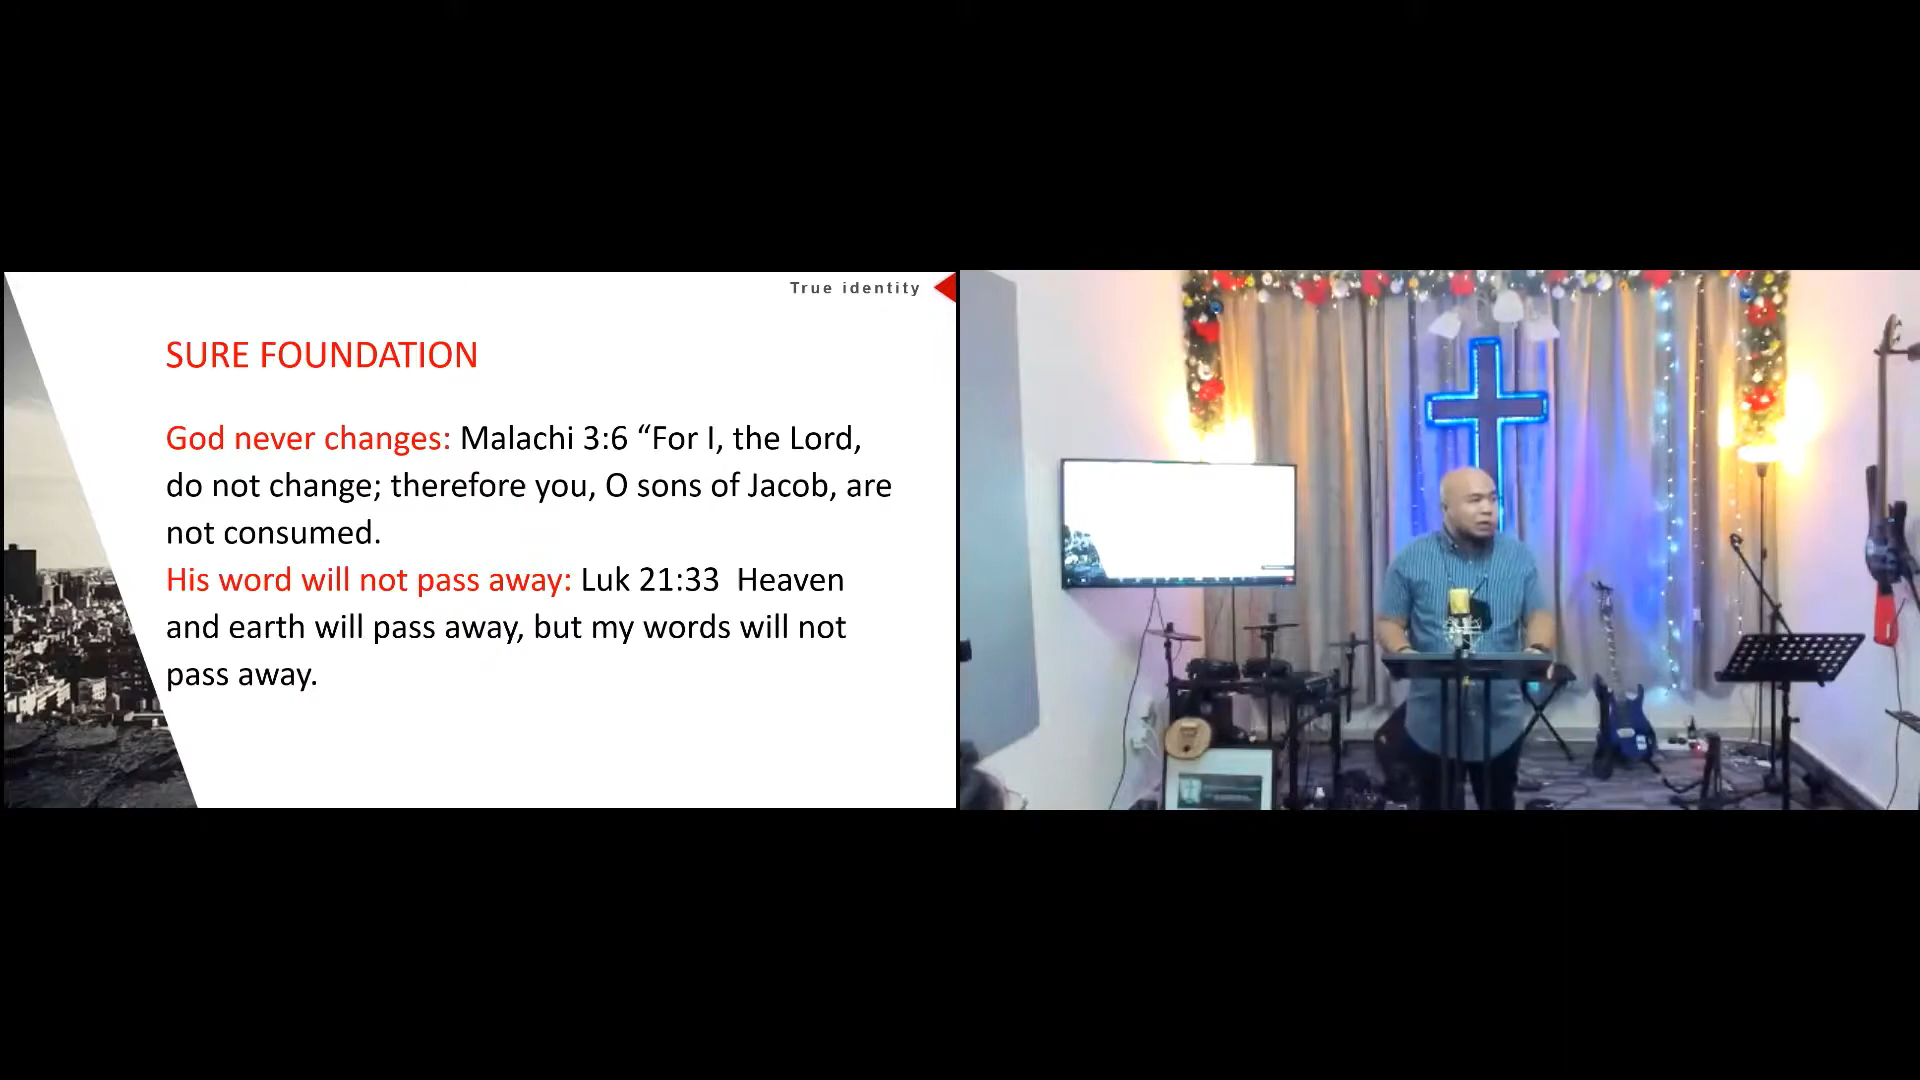 True identity
SURE FOUNDATION
God never changes: Malachi 3:6 “For I, the Lord,
do not change; therefore you, O sons of Jacob, are
not consumed.
His word will not pass away: Luk 21:33  Heaven
and earth will pass away, but my words will not
pass away.